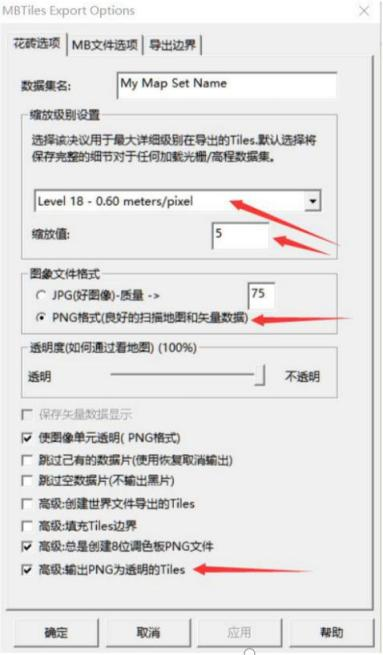 MBTiles Export Options
花砖选项 MB文件选项 导出边界
数据集名: My Map Set Name
缩放级别设置
选择该决议用于最大详细级别在导出的Tiles.默认选择将
保存完整的细节对于任何加载光栅/高程数据集.
Level 18 - 0.60 meters/pixel
缩放值: 5
图象文件格式
JPG(好图像)-质量 -> 75
PNG格式(良好的扫描地图和矢量数据)
透明度(如何通过看地图) (100%)
透明 不透明
保存矢量数据显示
使图像单元透明( PNG格式)
跳过己有的数据片(使用恢复取消输出)
跳过空数据片(不输出黑片)
高级:创建世界文件导出的Tiles
高级:填充Tiles边界
高级:总是创建8位调色板PNG文件
高级:输出PNG为透明的Tiles
确定 取消 应用 帮助